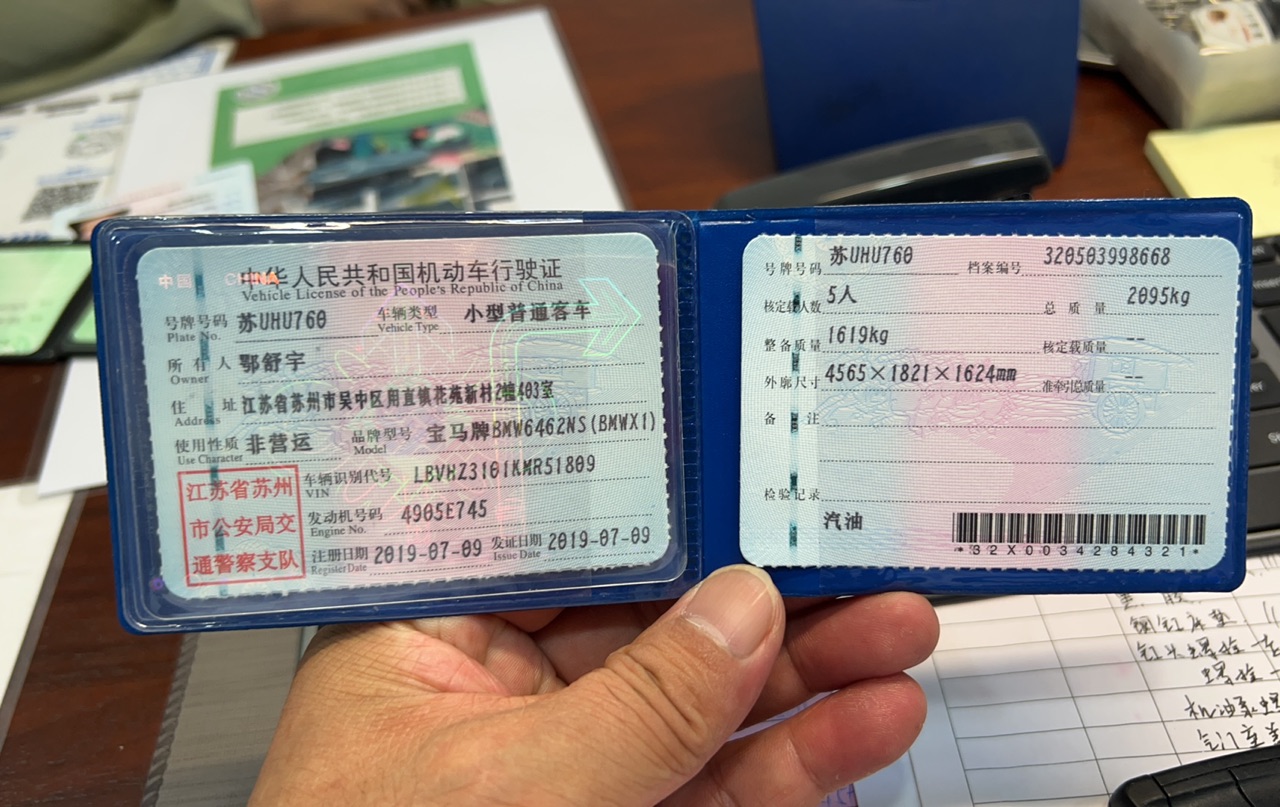 中国 CHINA
中华人民共和国机动车行驶证
Vehicle License of the People's Republic of China
号牌号码 苏UHU760 车辆类型 小型普通客车
Plate No. Vehicle Type
所有人 鄂舒宇
Owner
住址 江苏省苏州市吴中区甪直镇花苑新村2幢403室
Address
使用性质 非营运 品牌型号 宝马牌BMW6462NS(BMWX1)
Use Character Model
江苏省苏州
市公安局交
通警察支队
车辆识别代号 LBVHZ3101KMR51809
VIN
发动机号码 4905E745
Engine No.
注册日期 2019-07-09 发证日期 2019-07-09
Register Date Issue Date
号牌号码 苏UHU760 档案编号 320503998668
核定载人数 5人 总质量 2095kg
整备质量 1619kg 核定载质量 --
外廓尺寸 4565×1821×1624mm 准牵引总质量 --
备注
检验记录
汽油
*32X0034284321*
螺栓